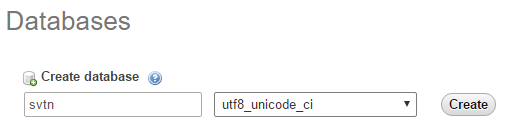 Databases
Create database
svtn utf8_unicode_ci Create